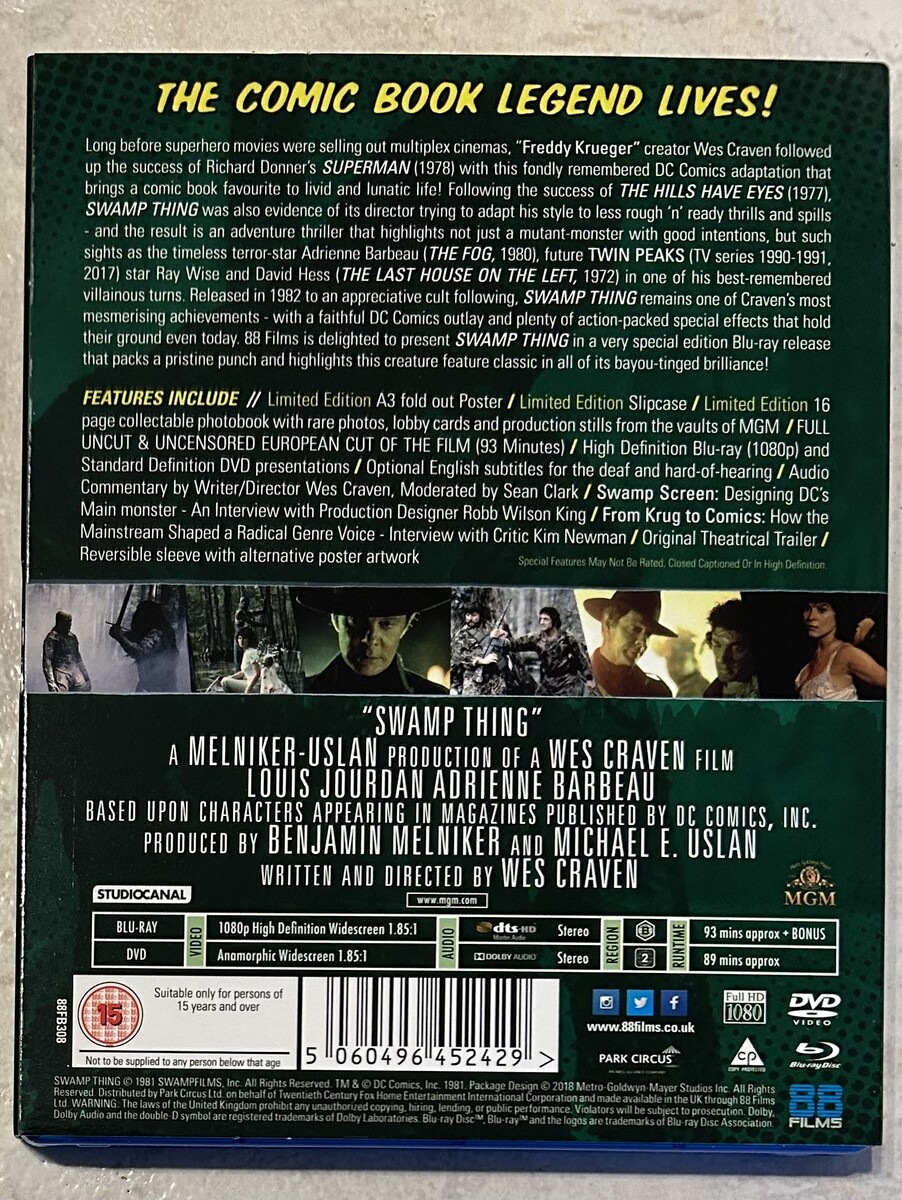 THE COMIC BOOK LEGEND LIVES!
Long before superhero movies were selling out multiplex cinemas, "Freddy Krueger" creator Wes Craven followed
up the success of Richard Donner's SUPERMAN (1978) with this fondly remembered DC Comics adaptation that
brings a comic book favourite to livid and lunatic life! Following the success of THE HILLS HAVE EYES (1977),
SWAMP THING was also evidence of its director trying to adapt his style to less rough 'n' ready thrills and spills
- and the result is an adventure thriller that highlights not just a mutant-monster with good intentions, but such
sights as the timeless terror-star Adrienne Barbeau (THE FOG, 1980), future TWIN PEAKS (TV series 1990-1991,
2017) star Ray Wise and David Hess (THE LAST HOUSE ON THE LEFT, 1972) in one of his best-remembered
villainous turns. Released in 1982 to an appreciative cult following, SWAMP THING remains one of Craven's most
mesmerising achievements - with a faithful DC Comics outlay and plenty of action-packed special effects that hold
their ground even today. 88 Films is delighted to present SWAMP THING in a very special edition Blu-ray release
that packs a pristine punch and highlights this creature feature classic in all of its bayou-tinged brilliance!
FEATURES INCLUDE // Limited Edition A3 fold out Poster / Limited Edition Slipcase / Limited Edition 16
page collectable photobook with rare photos, lobby cards and production stills from the vaults of MGM / FULL
UNCUT & UNCENSORED EUROPEAN CUT OF THE FILM (93 Minutes) / High Definition Blu-ray (1080p) and
Standard Definition DVD presentations / Optional English subtitles for the deaf and hard-of-hearing / Audio
Commentary by Writer/Director Wes Craven, Moderated by Sean Clark / Swamp Screen: Designing DC's
Main monster - An Interview with Production Designer Robb Wilson King / From Krug to Comics: How the
Mainstream Shaped a Radical Genre Voice - Interview with Critic Kim Newman / Original Theatrical Trailer /
Reversible sleeve with alternative poster artwork
Special Features May Not Be Rated, Closed Captioned Or In High Definition.
"SWAMP THING"
A MELNIKER-USLAN PRODUCTION OF A WES CRAVEN FILM
LOUIS JOURDAN ADRIENNE BARBEAU
BASED UPON CHARACTERS APPEARING IN MAGAZINES PUBLISHED BY DC COMICS, INC.
PRODUCED BY BENJAMIN MELNIKER AND MICHAEL E. USLAN
WRITTEN AND DIRECTED BY WES CRAVEN
STUDIOCANAL
www.mgm.com
MGM
BLU-RAY
DVD
VIDEO
1080p High Definition Widescreen 1.85:1
Anamorphic Widescreen 1.85:1
AUDIO
dts-HD Master Audio Stereo
DOLBY AUDIO Stereo
REGION
B
2
RUNTIME
93 mins approx + BONUS
89 mins approx
88FB308
15
Suitable only for persons of
15 years and over
Not to be supplied to any person below that age
5 060496 452429 >
www.88films.co.uk
PARK CIRCUS
Full HD
1080
DVD
VIDEO
CP
COPY PROTECTED
Blu-ray Disc
SWAMP THING © 1981 SWAMPFILMS, Inc. All Rights Reserved. TM & © DC Comics, Inc. 1981. Package Design © 2018 Metro-Goldwyn-Mayer Studios Inc. All Rights
Reserved. Distributed by Park Circus Ltd. on behalf of Twentieth Century Fox Home Entertainment International Corporation and made available in the UK through 88 Films
Ltd. WARNING: The laws of the United Kingdom prohibit any unauthorized copying, hiring, lending, or public performance. Violators will be subject to prosecution. Dolby,
Dolby Audio and the double-D symbol are registered trademarks of Dolby Laboratories. Blu-ray Disc™, Blu-ray™ and the logos are trademarks of Blu-ray Disc Association.
88
FILMS